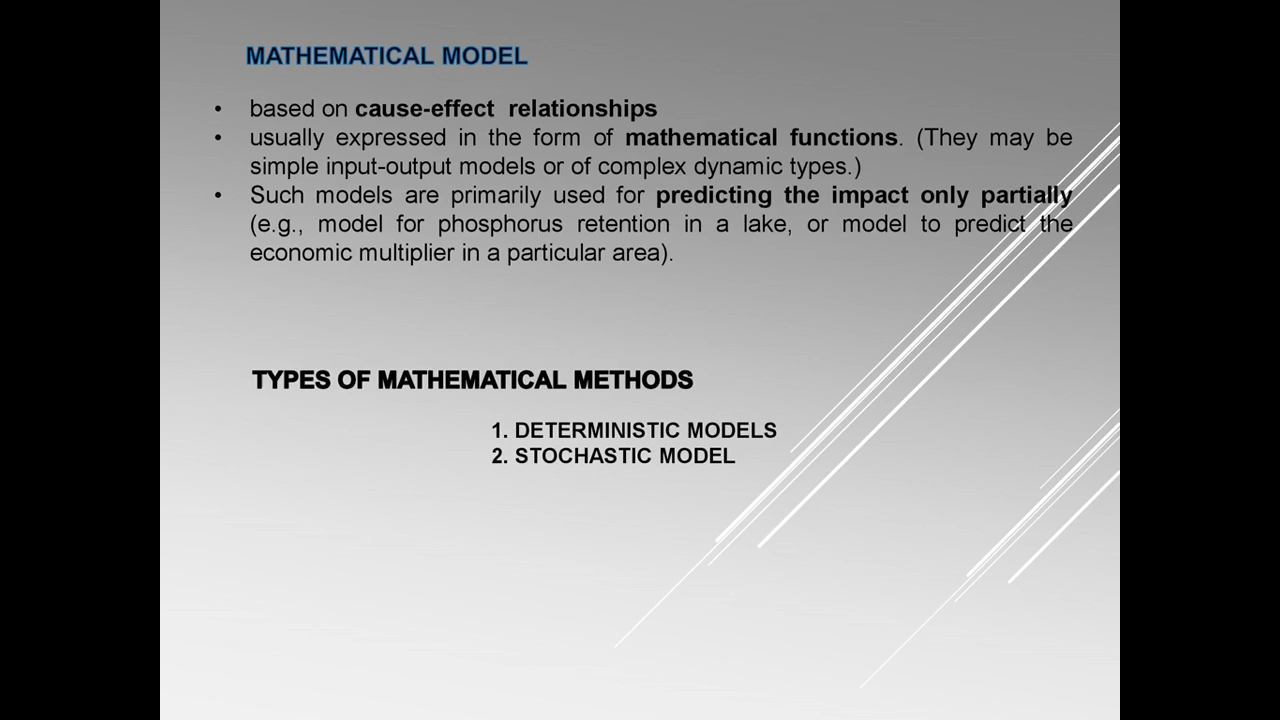 MATHEMATICAL MODEL
• based on cause-effect relationships
• usually expressed in the form of mathematical functions. (They may be
simple input-output models or of complex dynamic types.)
• Such models are primarily used for predicting the impact only partially
(e.g., model for phosphorus retention in a lake, or model to predict the
economic multiplier in a particular area).
TYPES OF MATHEMATICAL METHODS
1. DETERMINISTIC MODELS
2. STOCHASTIC MODEL